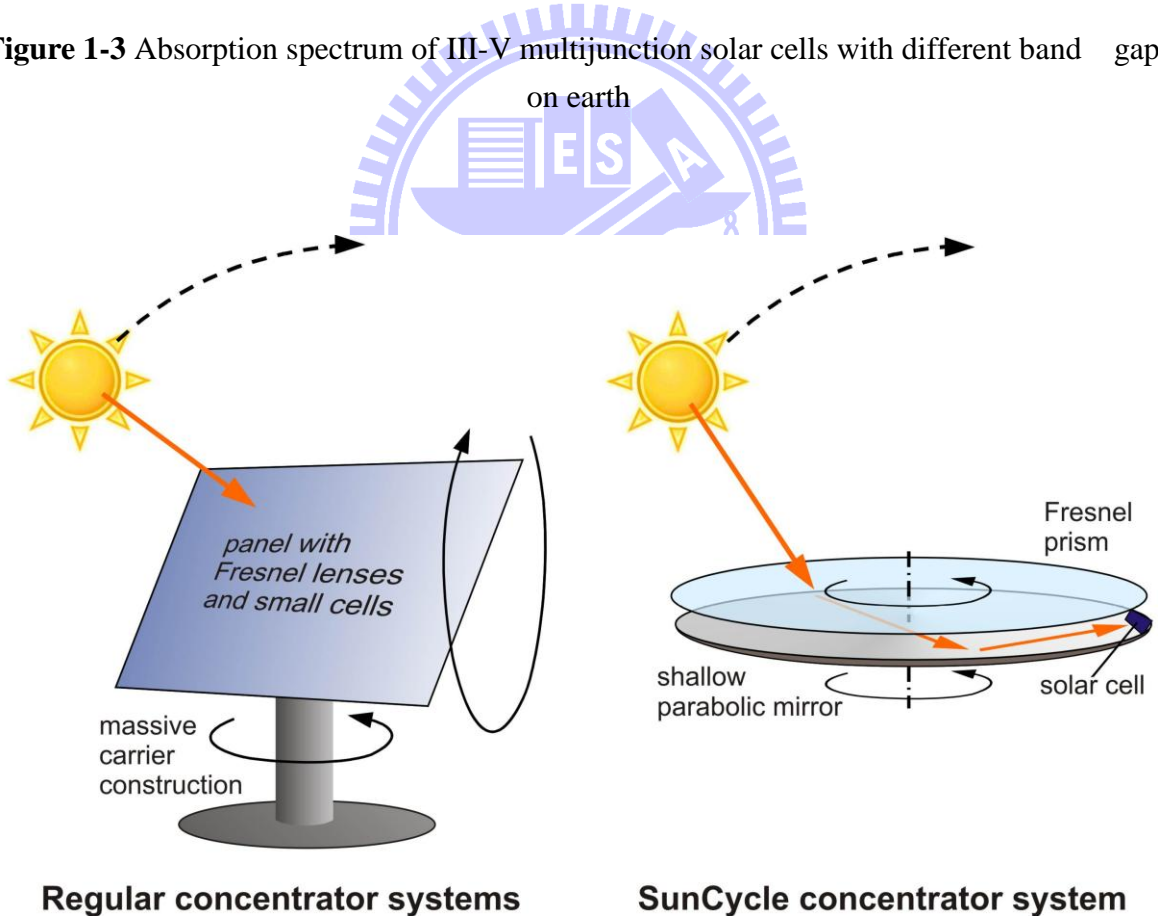 Figure 1-3 Absorption spectrum of III-V multijunction solar cells with different band gap
on earth
E S A
panel with
Fresnel lenses
and small cells
massive
carrier
construction
Fresnel
prism
shallow
parabolic mirror
solar cell
Regular concentrator systems
SunCycle concentrator system